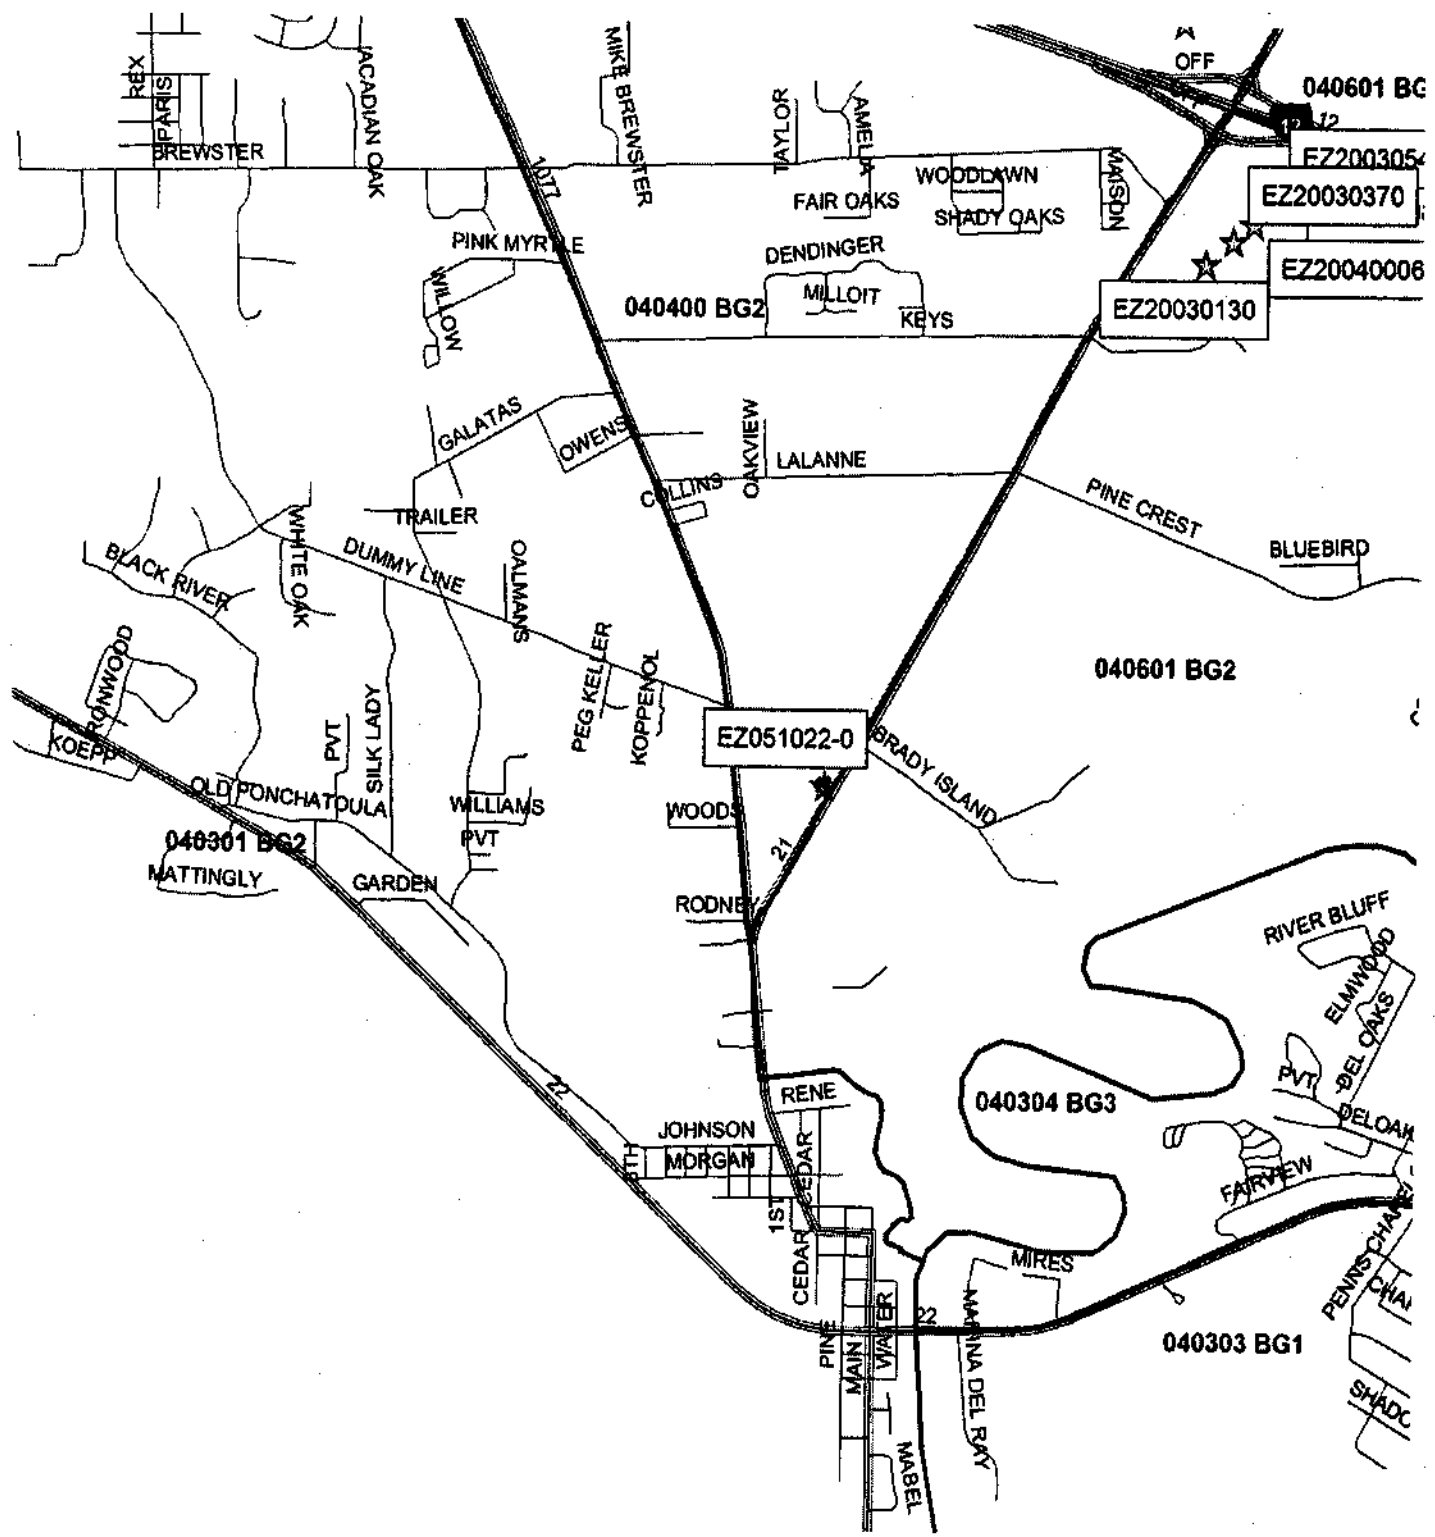 OFF
040601 BG
12
REX
PARIS
ACADIAN OAK
MIKE BREWSTER
TAYLOR
AMELIA
BREWSTER
1077
WOODLAWN
MAISON
EZ2003054
EZ20030370
FAIR OAKS
SHADY OAKS
PINK MYRTLE
DENDINGER
EZ20040006
WILLOW
040400 BG2
MILLOIT
KEYS
EZ20030130
GALATAS
OWENS
OAKVIEW
LALANNE
COLLINS
PINE CREST
TRAILER
WHITE OAK
DUMMY LINE
OALMANS
BLUEBIRD
BLACK RIVER
IRONWOOD
PEG KELLER
KOPPENOL
040601 BG2
SILK LADY
PVT
KOEPP
EZ051022-0
BRADY ISLAND
OLD PONCHATOULA
WILLIAMS
WOODS
PVT
040301 BG2
21
MATTINGLY
GARDEN
RODNEY
RIVER BLUFF
ELMWOOD
DEL OAKS
PVT
22
RENE
040304 BG3
DELOAK
JOHNSON
8TH
MORGAN
CEDAR
FAIRVIEW
1ST
CEDAR
MIRES
PENNS CHAPE
CHA
22
PINE
MAIN
WATER
MARINA DEL RAY
040303 BG1
SHADO
MABEL